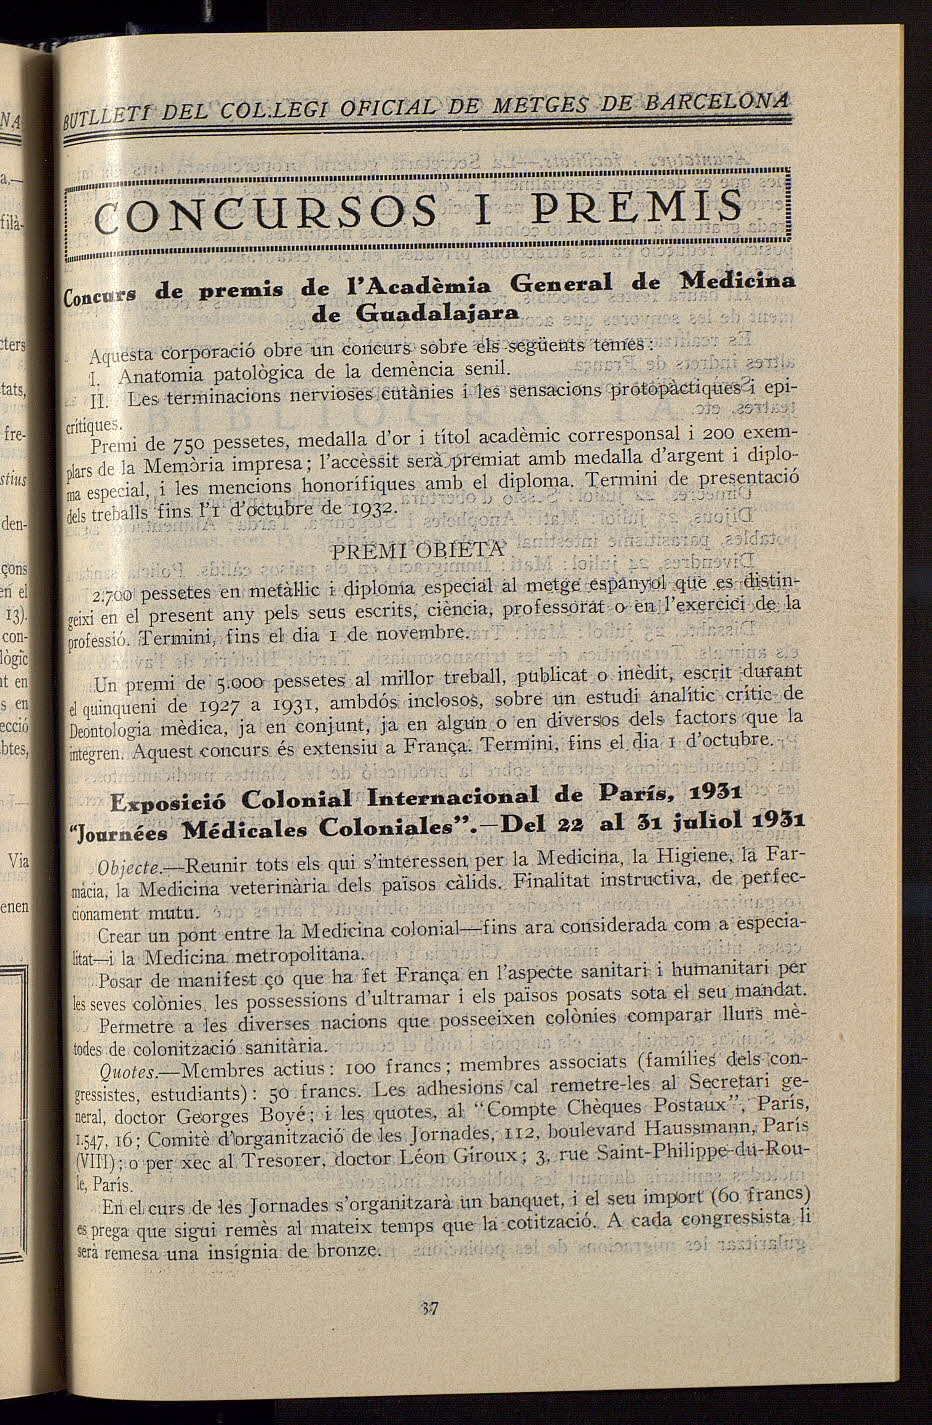 BUTLLETÍ DEL COL.LEGI OFICIAL DE METGES DE BARCELONA
CONCURSOS I PREMIS
Concurs de premis de l'Acadèmia General de Medicina
de Guadalajara
Aquesta corporació obre un concurs sobre els següents temes:
I. Anatomia patològica de la demència senil.
II. Les terminacions nervioses cutànies i les sensacions protopàctiques i epi-
crítiques.
Premi de 750 pessetes, medalla d'or i títol acadèmic corresponsal i 200 exem-
plars de la Memòria impresa; l'accèssit serà premiat amb medalla d'argent i diplo-
ma especial, i les mencions honorífiques amb el diploma. Termini de presentació
dels treballs fins l'1 d'octubre de 1932.
PREMI OBIETA
2.700 pessetes en metàllic i diploma especial al metge espanyol que es distin-
geixi en el present any pels seus escrits, ciència, professorat o en l'exercici de la
professió. Termini, fins el dia 1 de novembre.
Un premi de 5.000 pessetes al millor treball, publicat o inèdit, escrit durant
el quinqueni de 1927 a 1931, ambdós inclosos, sobre un estudi analític crític de
Deontologia mèdica, ja en conjunt, ja en algun o en diversos dels factors que la
integren. Aquest concurs és extensiu a França. Termini, fins el dia 1 d'octubre.
Exposició Colonial Internacional de París, 1931
"Journées Médicales Coloniales".—Del 22 al 31 juliol 1931
Objecte.—Reunir tots els qui s'interessen per la Medicina, la Higiene, la Far-
màcia, la Medicina veterinària dels països càlids. Finalitat instructiva, de perfec-
cionament mutu.
Crear un pont entre la Medicina colonial—fins ara considerada com a especia-
litat—i la Medicina metropolitana.
Posar de manifest ço que ha fet França en l'aspecte sanitari i humanitari per
les seves colònies, les possessions d'ultramar i els països posats sota el seu mandat.
Permetre a les diverses nacions que posseeixen colònies comparar llurs mè-
todes de colonització sanitària.
Quotes.—Membres actius: 100 francs; membres associats (famílies dels con-
gressistes, estudiants): 50 francs. Les adhesions cal remetre-les al Secretari ge-
neral, doctor Georges Boyé; i les quotes, al "Compte Chèques Postaux", París,
1.547, 16; Comitè d'organització de les Jornades, 112, boulevard Haussmann, París
(VIII); o per xec al Tresorer, doctor Léon Giroux; 3, rue Saint-Philippe-du-Rou-
le, París.
En el curs de les Jornades s'organitzarà un banquet, i el seu import (60 francs)
es prega que sigui remès al mateix temps que la cotització. A cada congressista li
serà remesa una insígnia de bronze.
37